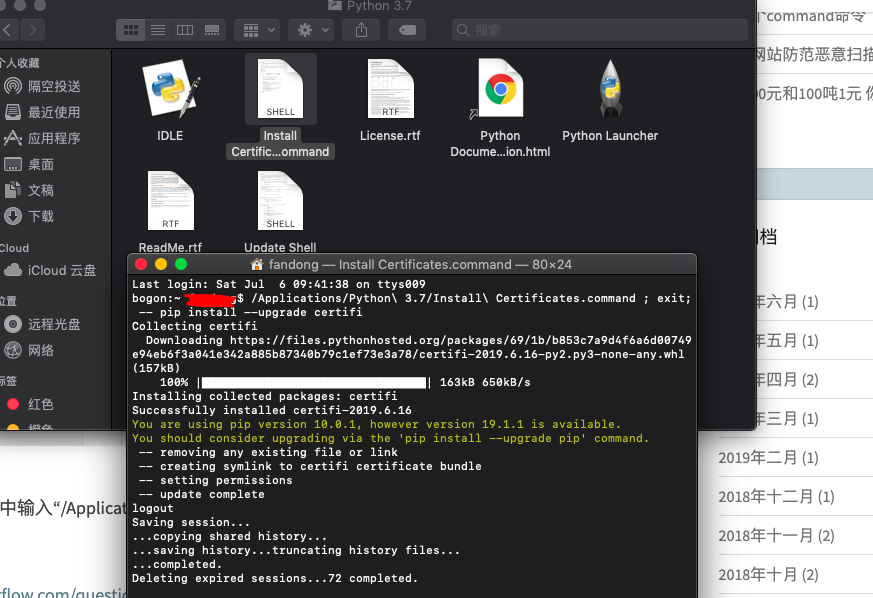 Python 3.7
搜索
个人收藏
隔空投送
最近使用
应用程序
桌面
文稿
下载
iCloud
iCloud 云盘
位置
远程光盘
网络
标签
红色
橙色
IDLE
SHELL
Install
Certific...ommand
RTF
License.rtf
Python
Docume...ion.html
Python Launcher
RTF
ReadMe.rtf
SHELL
Update Shell
fandong — Install Certificates.command — 80×24
Last login: Sat Jul  6 09:41:38 on ttys009
bogon:~ g$ /Applications/Python\ 3.7/Install\ Certificates.command ; exit;
 -- pip install --upgrade certifi
Collecting certifi
  Downloading https://files.pythonhosted.org/packages/69/1b/b853c7a9d4f6a6d00749
e94eb6f3a041e342a885b87340b79c1ef73e3a78/certifi-2019.6.16-py2.py3-none-any.whl
(157kB)
    100% |████████████████████████████████| 163kB 650kB/s
Installing collected packages: certifi
Successfully installed certifi-2019.6.16
You are using pip version 10.0.1, however version 19.1.1 is available.
You should consider upgrading via the 'pip install --upgrade pip' command.
 -- removing any existing file or link
 -- creating symlink to certifi certificate bundle
 -- setting permissions
 -- update complete
logout
Saving session...
...copying shared history...
...saving history...truncating history files...
...completed.
Deleting expired sessions...72 completed.
个command命令
网站防范恶意扫描
0元和100吨1元 你
归档
年六月 (1)
年五月 (1)
年四月 (2)
年三月 (1)
2019年二月 (1)
2018年十二月 (1)
2018年十一月 (2)
2018年十月 (2)
中输入“/Applicat
rflow.com/questio